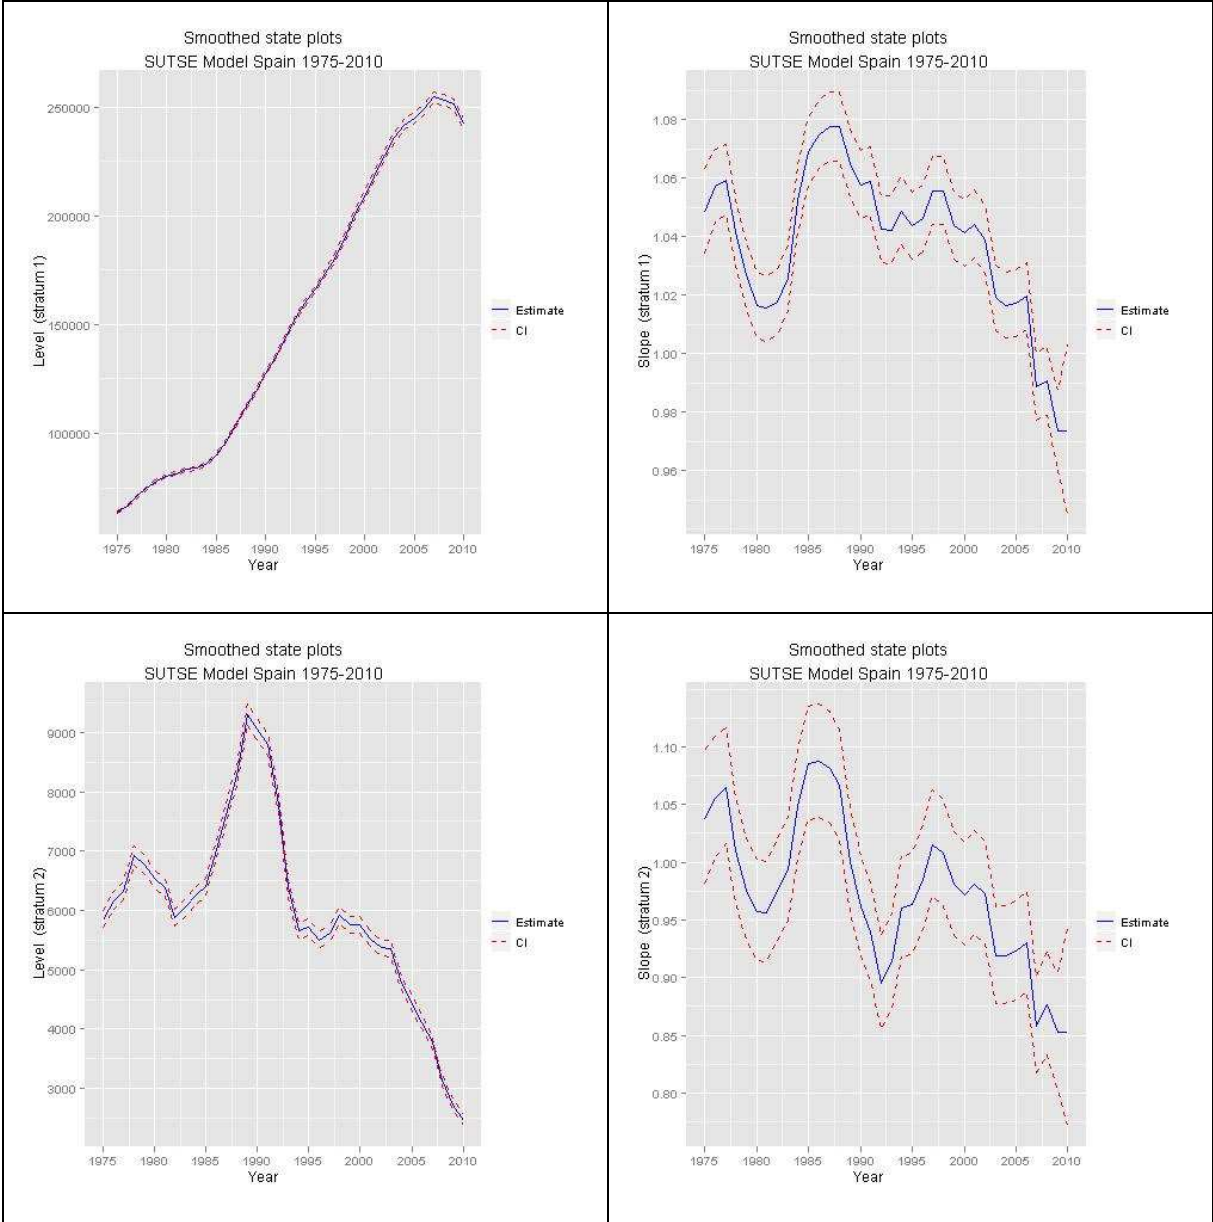 Smoothed state plots
SUTSE Model Spain 1975-2010
Level (stratum 1)
250000
200000
150000
100000
1975 1980 1985 1990 1995 2000 2005 2010
Year
Estimate
CI
Smoothed state plots
SUTSE Model Spain 1975-2010
Slope (stratum 1)
1.08
1.06
1.04
1.02
1.00
0.98
0.96
1975 1980 1985 1990 1995 2000 2005 2010
Year
Estimate
CI
Smoothed state plots
SUTSE Model Spain 1975-2010
Level (stratum 2)
9000
8000
7000
6000
5000
4000
3000
1975 1980 1985 1990 1995 2000 2005 2010
Year
Estimate
CI
Smoothed state plots
SUTSE Model Spain 1975-2010
Slope (stratum 2)
1.10
1.05
1.00
0.95
0.90
0.85
0.80
1975 1980 1985 1990 1995 2000 2005 2010
Year
Estimate
CI